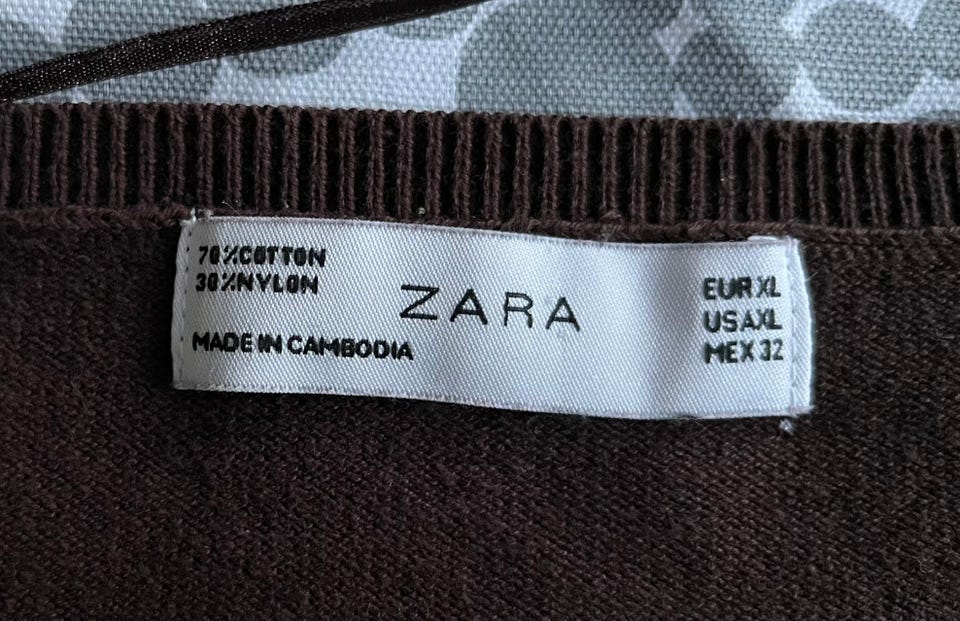 70%COTTON
30%NYLON
MADE IN CAMBODIA
ZARA
EUR XL
USA XL
MEX 32